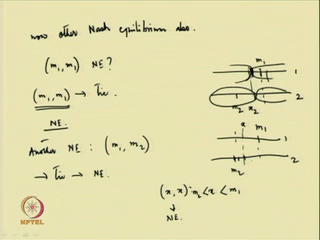 now other Nash equilibrium also.
(m₁, m₁) NE?
(m₁, m₁) → Tie.
NE.
Another NE : (m₁, m₂)
→ Tie → NE.
m₁
1
2
m₂ x₂
x m₁
1
2
m₂
(x, x) : m₂ < x < m₁
↓
NE.
NPTEL